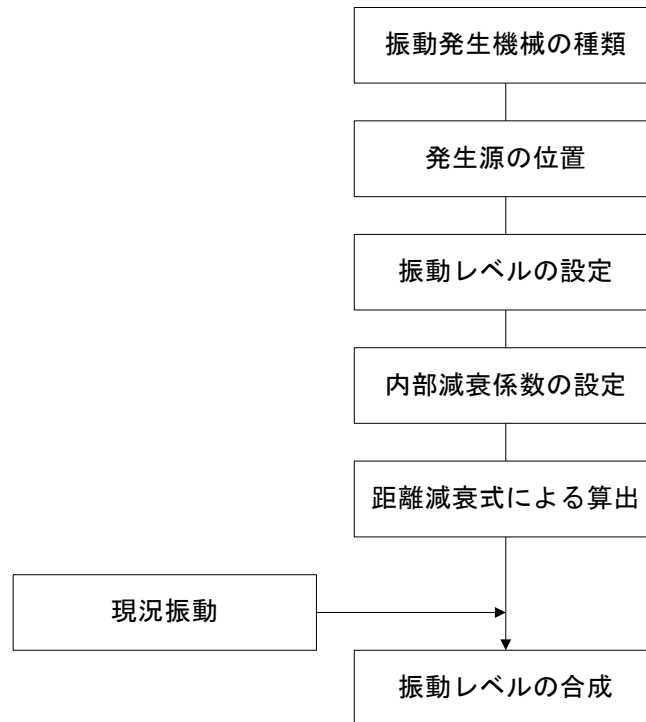 振動発生機械の種類
発生源の位置
振動レベルの設定
内部減衰係数の設定
距離減衰式による算出
現況振動
振動レベルの合成